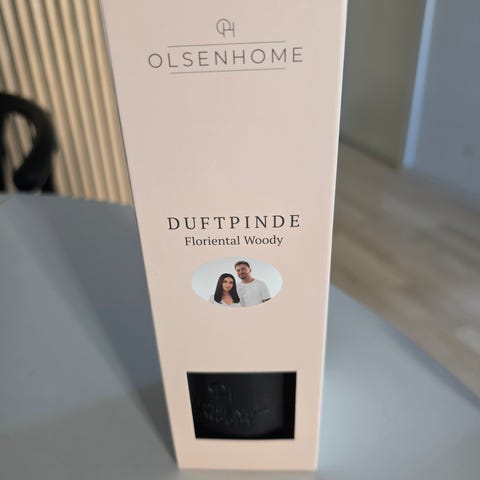 OH
OLSENHOME
DUFTPINDE
Floriental Woody